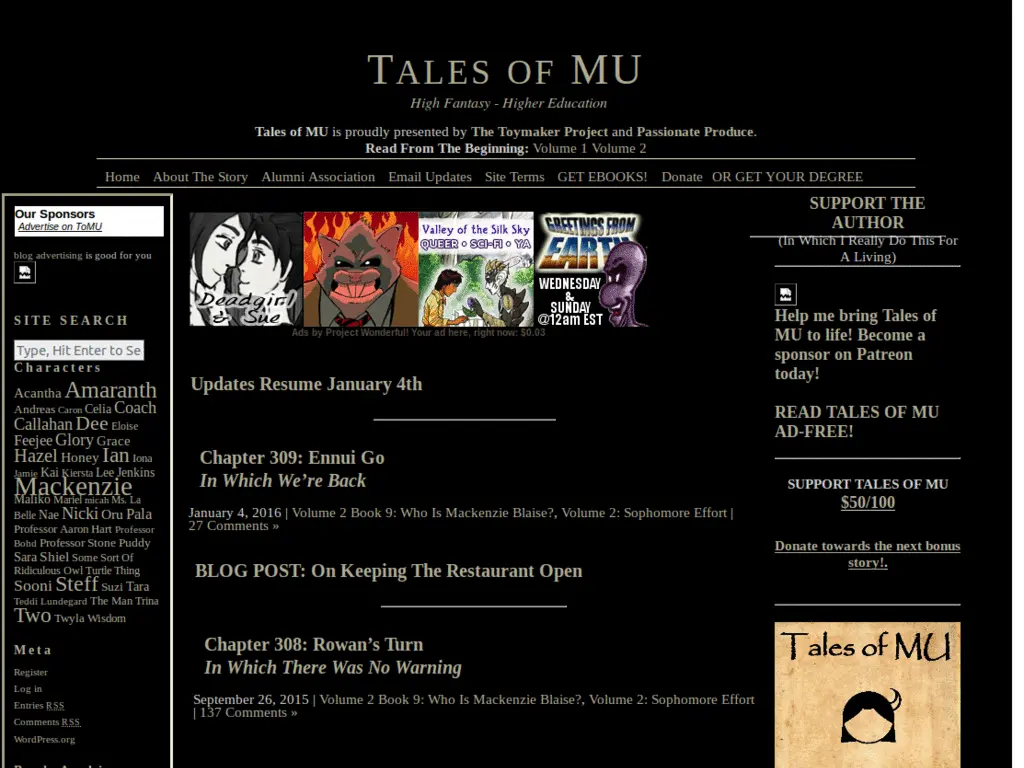 TALES OF MU
High Fantasy - Higher Education
Tales of MU is proudly presented by The Toymaker Project and Passionate Produce.
Read From The Beginning: Volume 1 Volume 2
Home About The Story Alumni Association Email Updates Site Terms GET EBOOKS! Donate OR GET YOUR DEGREE
Our Sponsors
Advertise on ToMU
blog advertising is good for you
SITE SEARCH
Type, Hit Enter to Se
Characters
Acantha Amaranth
Andreas Caron Celia Coach
Callahan Dee Eloise
Feejee Glory Grace
Hazel Honey Ian Iona
Jamie Kai Kiersta Lee Jenkins
Mackenzie
Maliko Mariel micah Ms. La
Belle Nae Nicki Oru Pala
Professor Aaron Hart Professor
Bohd Professor Stone Puddy
Sara Shiel Some Sort Of
Ridiculous Owl Turtle Thing
Sooni Steff Suzi Tara
Teddi Lundegard The Man Trina
Two Twyla Wisdom
Meta
Register
Log in
Entries RSS
Comments RSS
WordPress.org
Deadgirl
& Sue
Valley of the Silk Sky
QUEER • SCI-FI • YA
GREETINGS FROM
EARTH
WEDNESDAY
&
SUNDAY
@12am EST
Ads by Project Wonderful! Your ad here, right now: $0.03
Updates Resume January 4th
Chapter 309: Ennui Go
In Which We’re Back
January 4, 2016 | Volume 2 Book 9: Who Is Mackenzie Blaise?, Volume 2: Sophomore Effort |
27 Comments »
BLOG POST: On Keeping The Restaurant Open
Chapter 308: Rowan’s Turn
In Which There Was No Warning
September 26, 2015 | Volume 2 Book 9: Who Is Mackenzie Blaise?, Volume 2: Sophomore Effort
| 137 Comments »
SUPPORT THE
AUTHOR
(In Which I Really Do This For
A Living)
Help me bring Tales of
MU to life! Become a
sponsor on Patreon
today!
READ TALES OF MU
AD-FREE!
SUPPORT TALES OF MU
$50/100
Donate towards the next bonus
story!.
Tales of MU